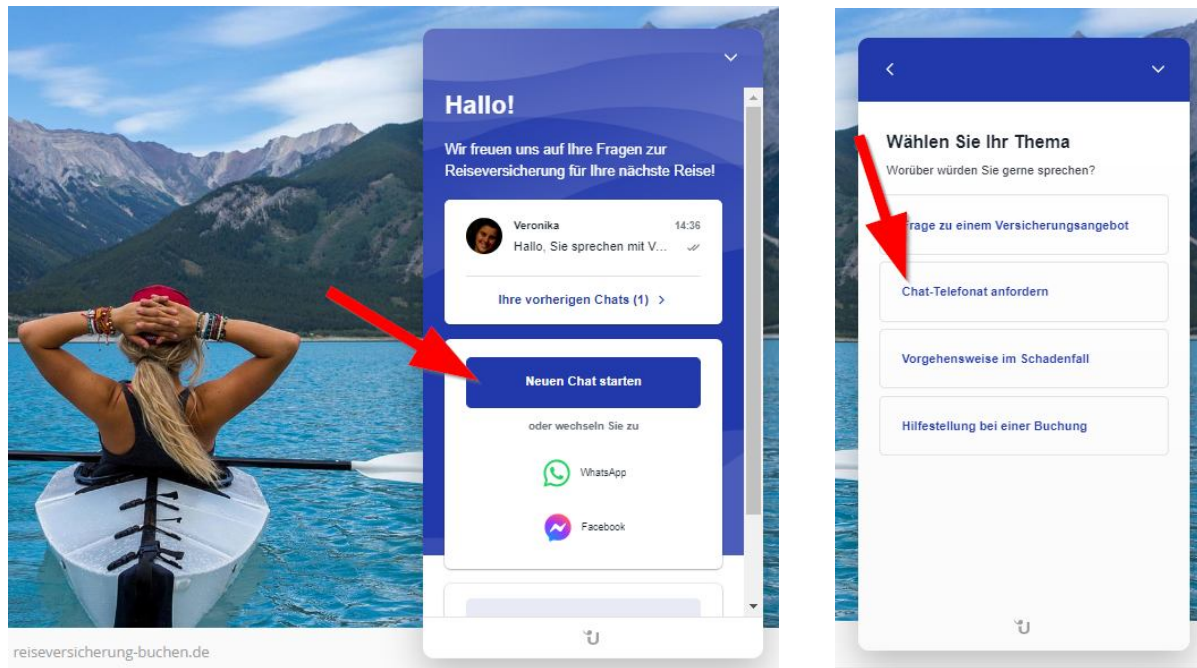 Hallo!
Wir freuen uns auf Ihre Fragen zur
Reiseversicherung für Ihre nächste Reise!
Veronika 14:36
Hallo, Sie sprechen mit V...
Ihre vorherigen Chats (1)
Neuen Chat starten
oder wechseln Sie zu
WhatsApp
Facebook
reiseversicherung-buchen.de
Wählen Sie Ihr Thema
Worüber würden Sie gerne sprechen?
Frage zu einem Versicherungsangebot
Chat-Telefonat anfordern
Vorgehensweise im Schadenfall
Hilfestellung bei einer Buchung